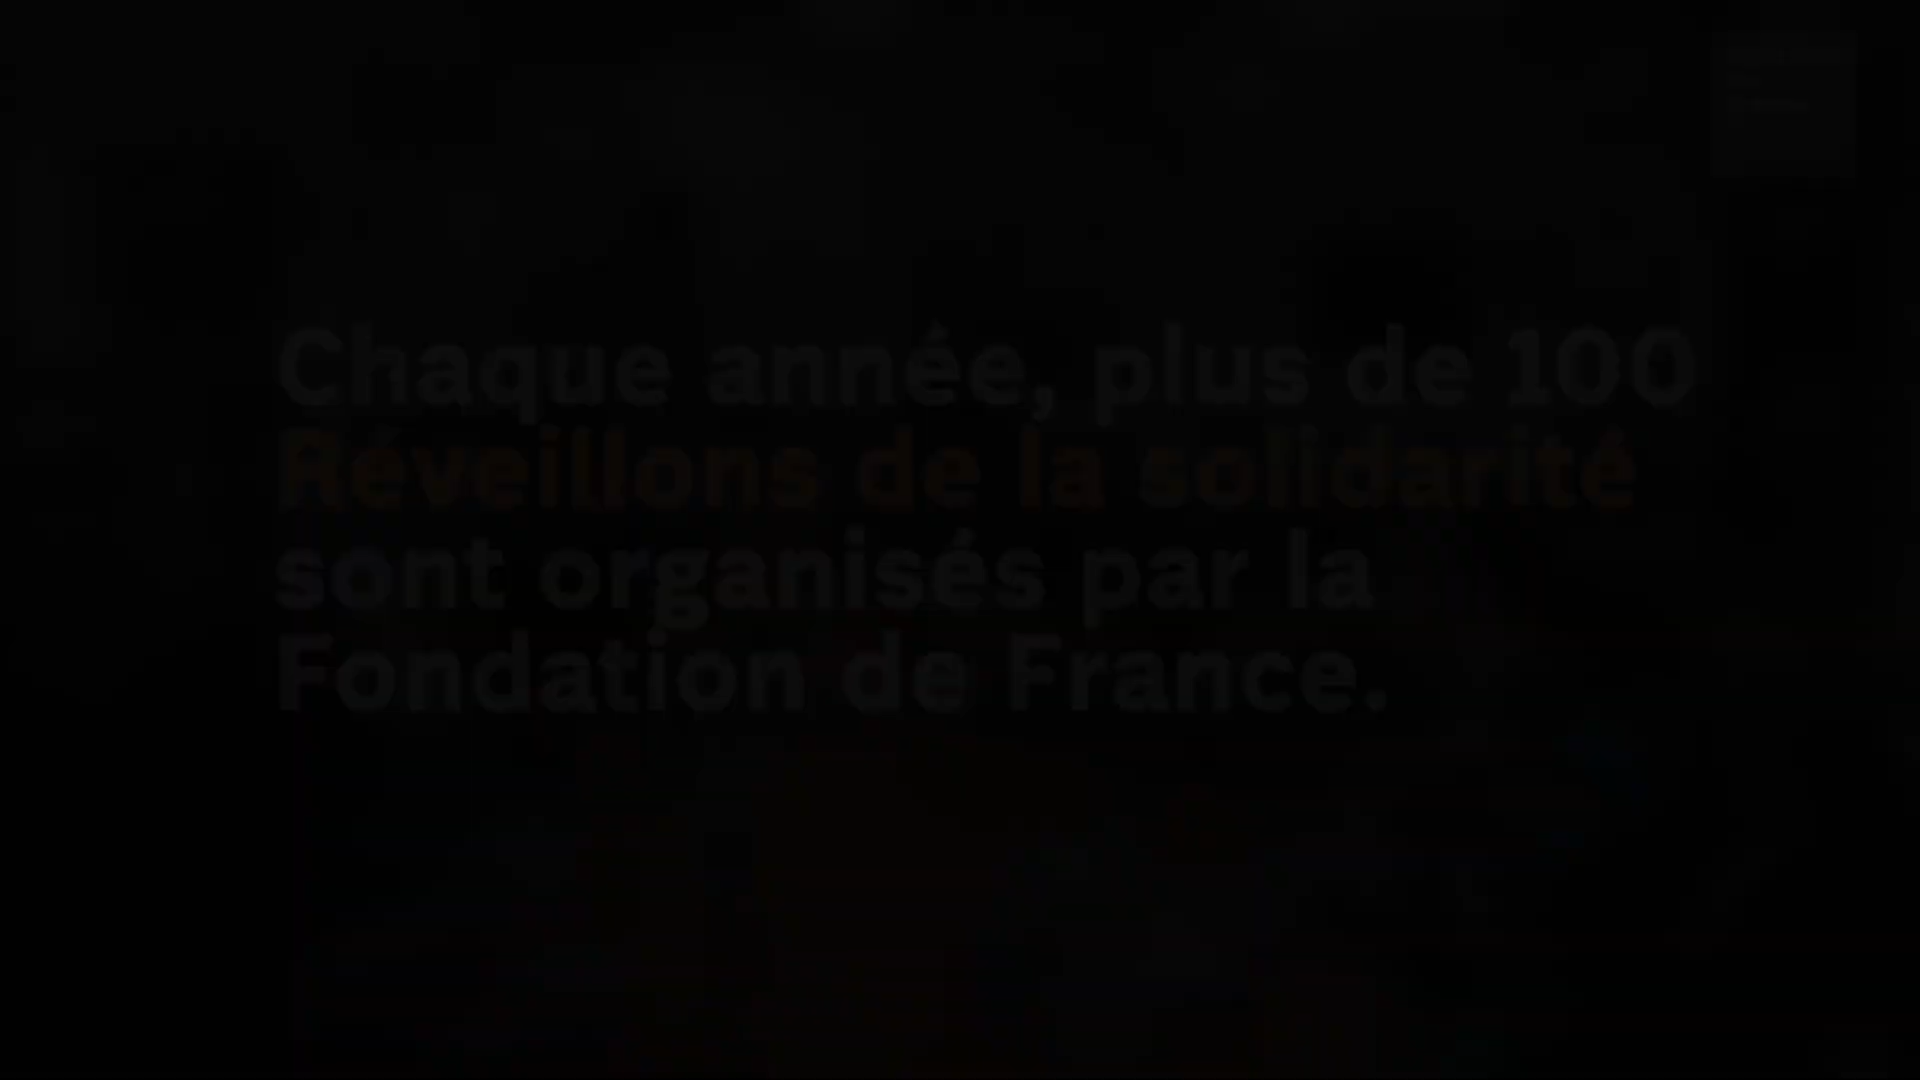 Chaque année, plus de 100
Réveillons de la solidarité
sont organisés par la
Fondation de France.